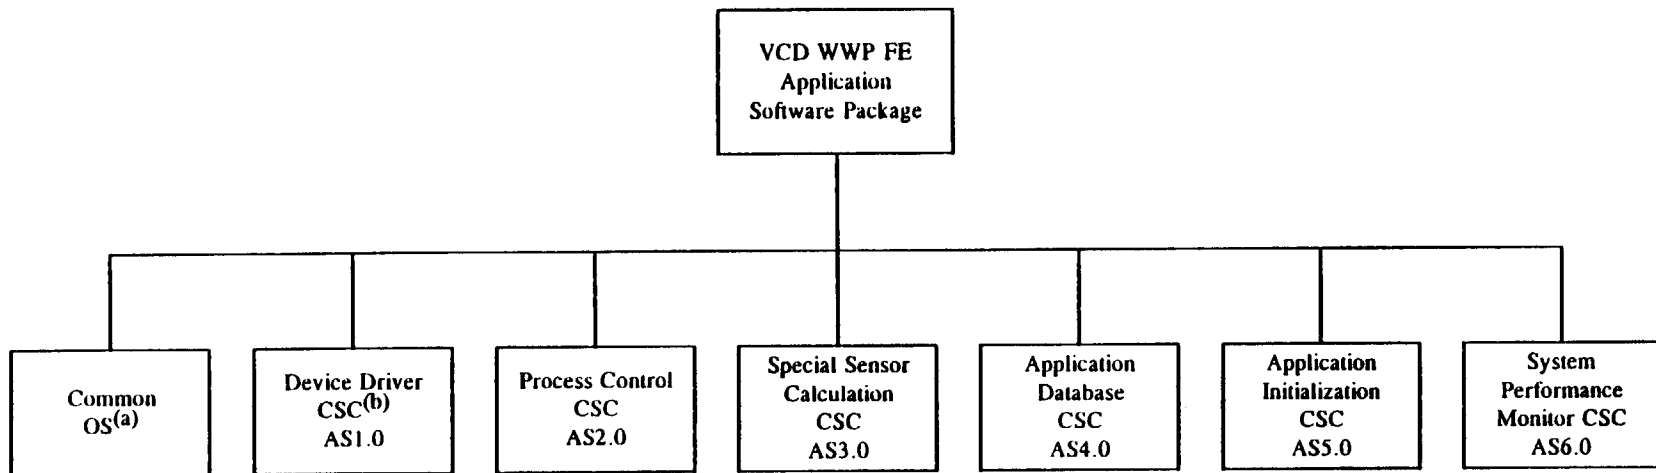 VCD WWP FE
Application
Software Package
Common
OS(a)
Device Driver
CSC(b)
AS1.0
Process Control
CSC
AS2.0
Special Sensor
Calculation
CSC
AS3.0
Application
Database
CSC
AS4.0
Application
Initialization
CSC
AS5.0
System
Performance
Monitor CSC
AS6.0